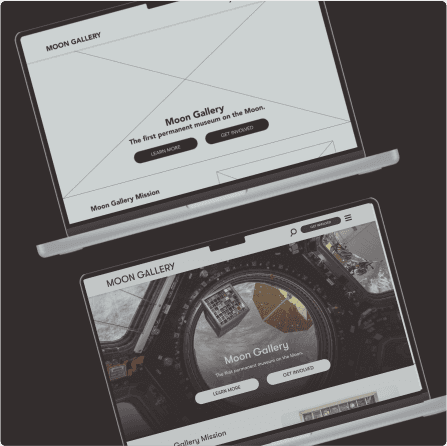 MOON GALLERY
Moon Gallery
The first permanent museum on the Moon.
LEARN MORE
GET INVOLVED
Moon Gallery Mission
MOON GALLERY
GET INVOLVED
Moon Gallery
The first permanent museum on the Moon.
LEARN MORE
GET INVOLVED
Gallery Mission